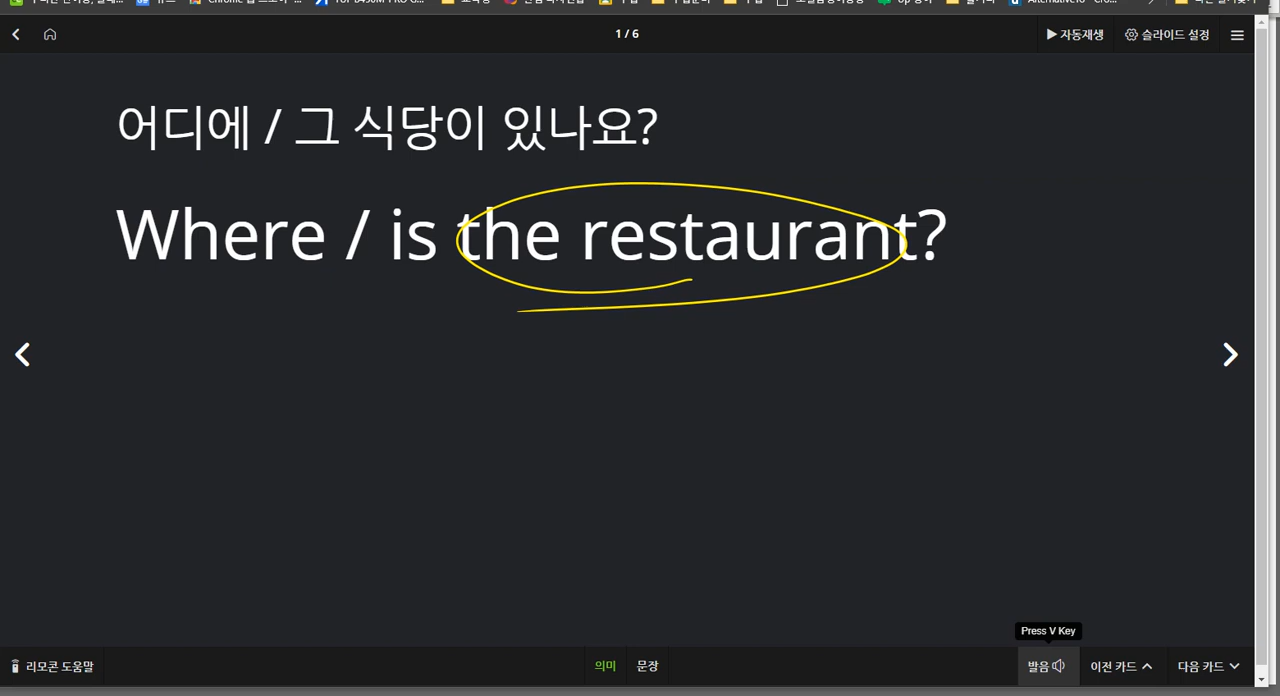 1 / 6
자동재생
슬라이드 설정
어디에 / 그 식당이 있나요?
Where / is the restaurant?
Press V Key
리모콘 도움말
의미
문장
발음
이전 카드
다음 카드